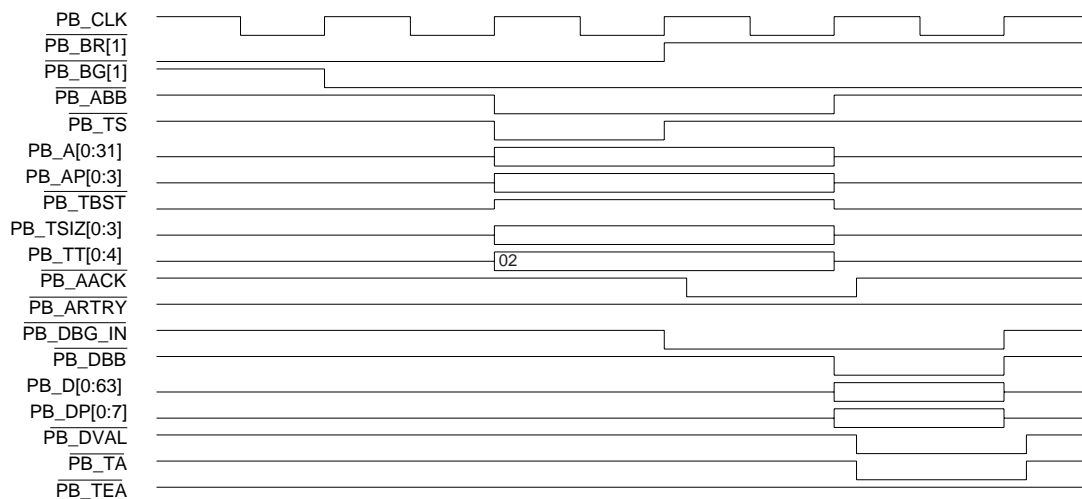 PB_CLK
PB_BR[1]
PB_BG[1]
PB_ABB
PB_TS
PB_A[0:31]
PB_AP[0:3]
PB_TBST
PB_TSIZ[0:3]
PB_TT[0:4]
02
PB_AACK
PB_ARTRY
PB_DBG_IN
PB_DBB
PB_D[0:63]
PB_DP[0:7]
PB_DVAL
PB_TA
PB_TEA